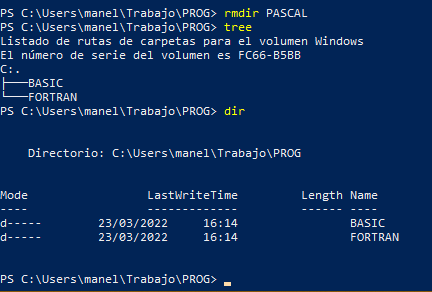 PS C:\Users\manel\Trabajo\PROG> rmdir PASCAL
PS C:\Users\manel\Trabajo\PROG> tree
Listado de rutas de carpetas para el volumen Windows
El número de serie del volumen es FC66-B5BB
C:.
├───BASIC
└───FORTRAN
PS C:\Users\manel\Trabajo\PROG> dir
Directorio: C:\Users\manel\Trabajo\PROG
Mode                LastWriteTime         Length Name
----                -------------         ------ ----
d-----        23/03/2022     16:14                BASIC
d-----        23/03/2022     16:14                FORTRAN
PS C:\Users\manel\Trabajo\PROG>